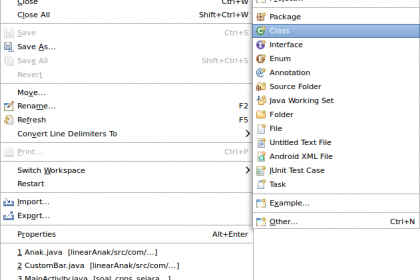 Close Ctrl+W
Close All Shift+Ctrl+W
Save Ctrl+S
Save As...
Save All Shift+Ctrl+S
Revert
Move...
Rename... F2
Refresh F5
Convert Line Delimiters To
Print... Ctrl+P
Switch Workspace
Restart
Import...
Export...
Properties Alt+Enter
1 Anak.java [linearAnak/src/com/...]
2 CustomBar.java [linearAnak/src/com/...]
3 MainActivity.java [soal_cpns_sejara...]
Package
Class
Interface
Enum
Annotation
Source Folder
Java Working Set
Folder
File
Untitled Text File
Android XML File
JUnit Test Case
Task
Example...
Other... Ctrl+N